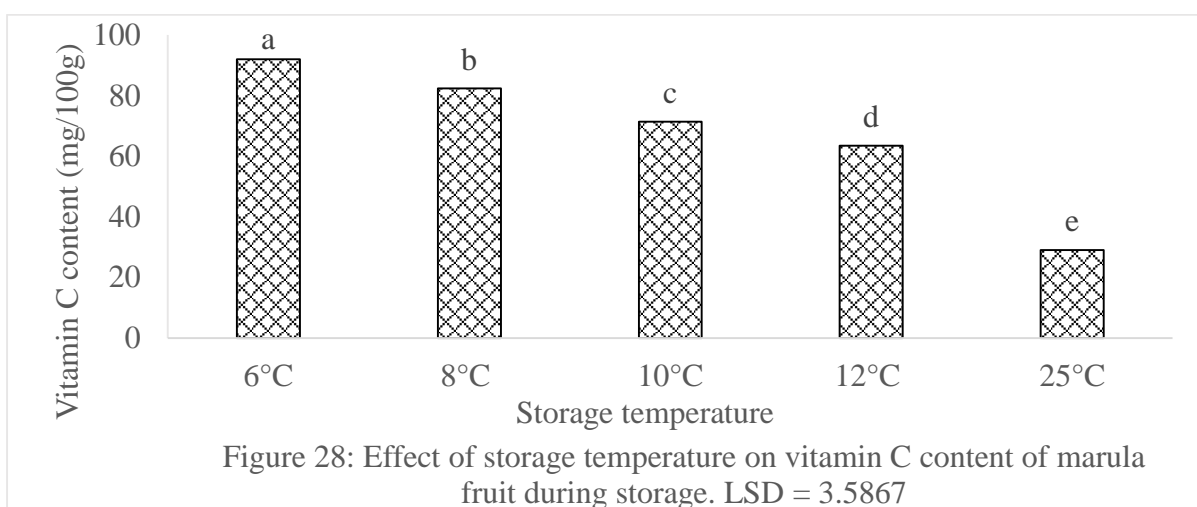 Vitamin C content (mg/100g)
100
80
60
40
20
0
a
b
c
d
e
6°C
8°C
10°C
12°C
25°C
Storage temperature
Figure 28: Effect of storage temperature on vitamin C content of marula
fruit during storage. LSD = 3.5867